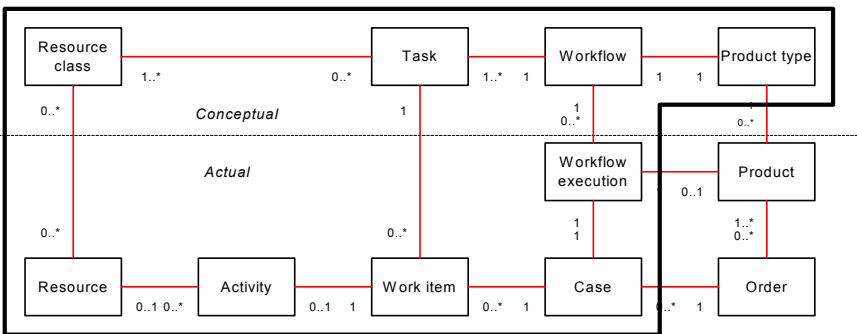 Resource
class
Task
Workflow
Product type
1..*
0..*
1..*
1
1
1
0..*
Conceptual
1
1
0..*
0..*
Actual
Workflow
execution
Product
0..1
0..*
0..*
1
1
1..*
0..*
Resource
Activity
Work item
Case
Order
0..1
0..*
0..1
1
0..*
1
0..*
1